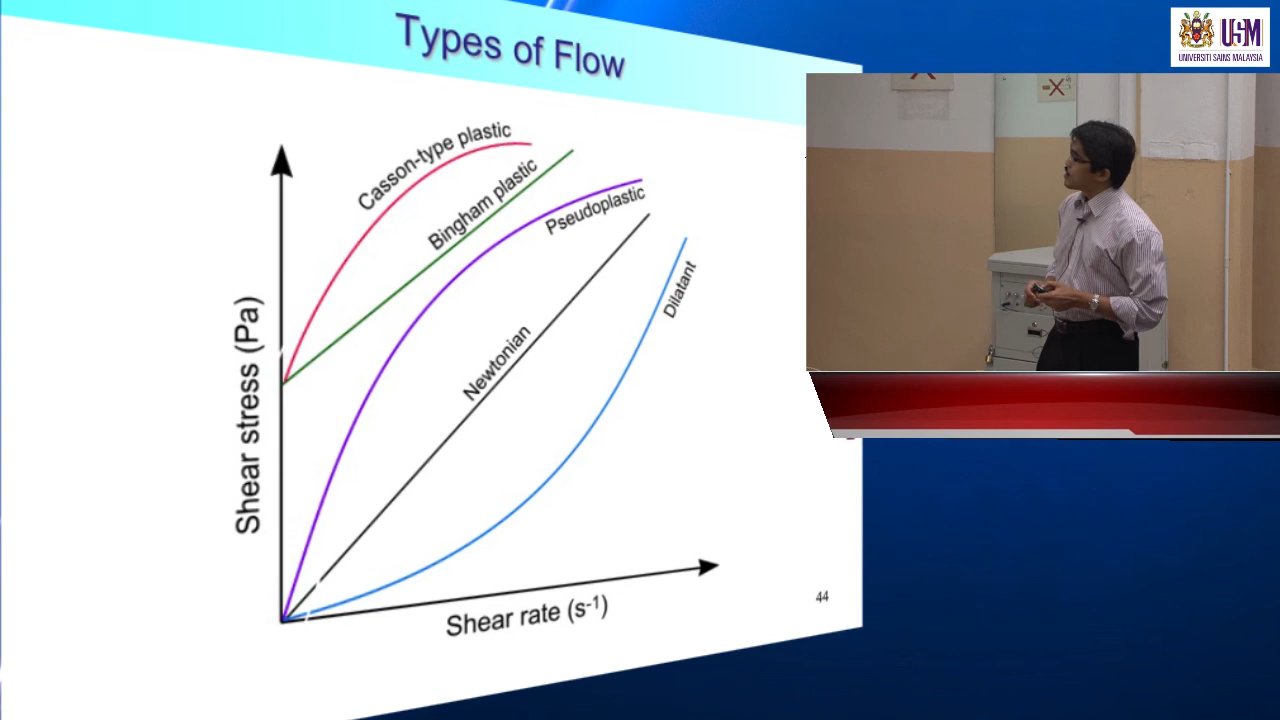 Types of Flow
USM
UNIVERSITI SAINS MALAYSIA
Casson-type plastic
Bingham plastic
Pseudoplastic
Newtonian
Dilatant
Shear stress (Pa)
Shear rate (s-1)
44